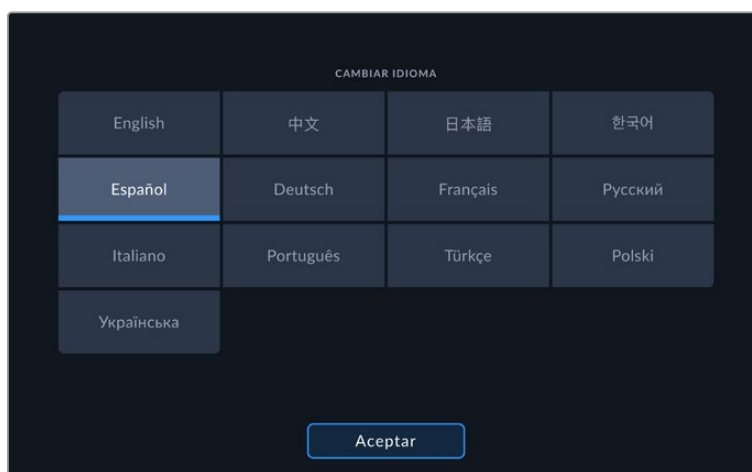 CAMBIAR IDIOMA
English 中文 日本語 한국어
Español Deutsch Français Русский
Italiano Português Türkçe Polski
Українська
Aceptar